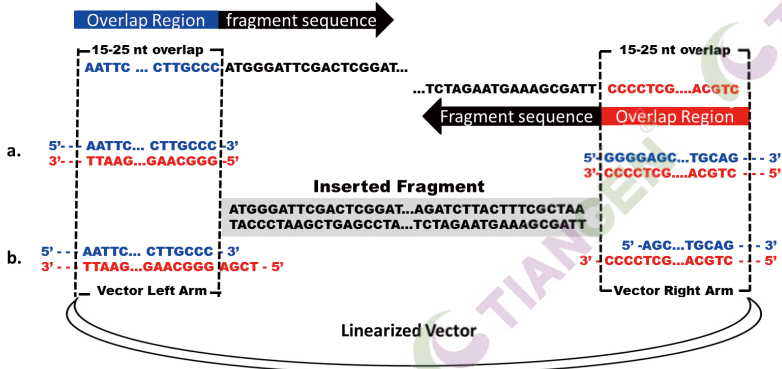 Overlap Region fragment sequence
15-25 nt overlap
15-25 nt overlap
AATTC ... CTTGCCC ATGGGATTCGACTCGGAT...
...TCTAGAATGAAAGCGATT CCCCTCG....ACGTC
Fragment sequence Overlap Region
a.
5'- -- AATTC... CTTGCCC -3'
3'- -- TTAAG...GAACGGG -5'
5'- GGGGAGC...TGCAG - -- 3'
3'- CCCCTCG....ACGTC - - - 5'
Inserted Fragment
ATGGGATTCGACTCGGAT...AGATCTTACTTTCGCTAA
TACCCTAAGCTGAGCCTA...TCTAGAATGAAAGCGATT
b.
5'- -- AATTC... CTTGCCC - 3'
3'- -- TTAAG...GAACGGG AGCT - 5'
5' -AGC...TGCAG - -- 3'
3' - CCCCTCG...ACGTC - - - 5'
Vector Left Arm
Vector Right Arm
Linearized Vector
TIANGEN®